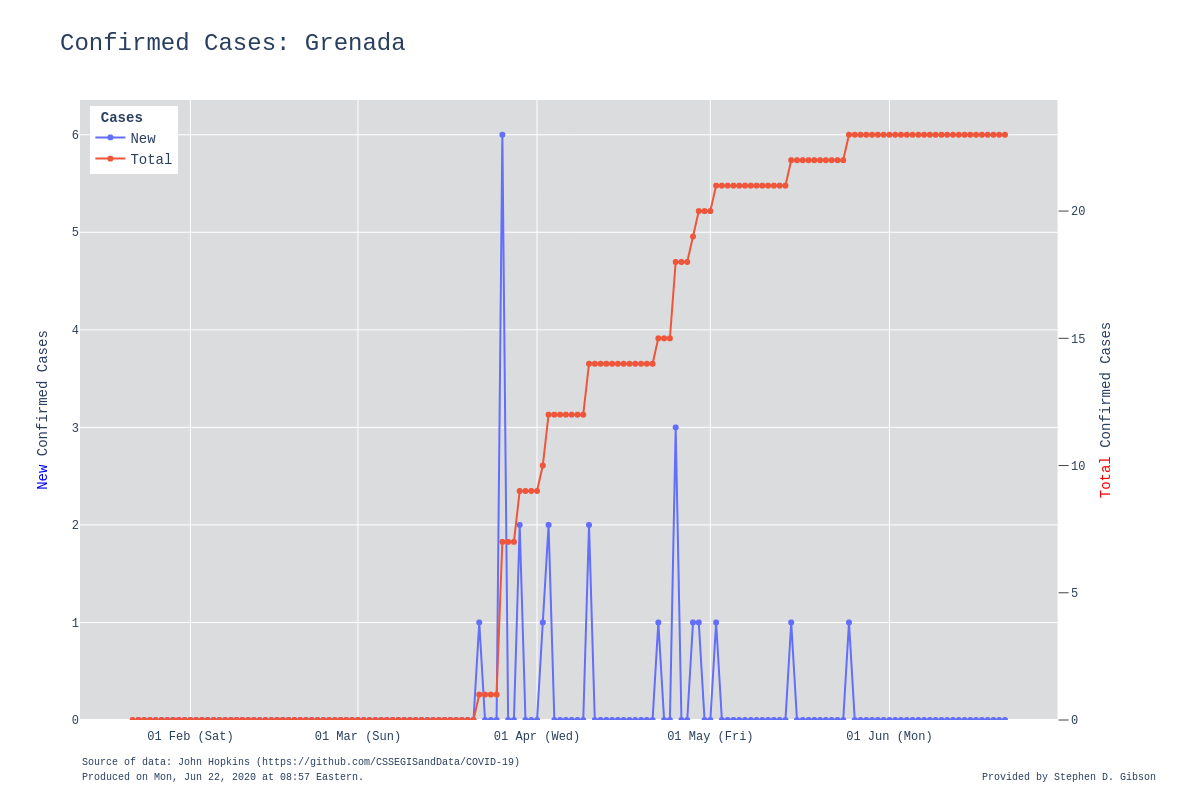 Confirmed Cases: Grenada
Cases
New
Total
6
5
4
3
2
1
0
New Confirmed Cases
20
15
10
5
0
Total Confirmed Cases
01 Feb (Sat)
01 Mar (Sun)
01 Apr (Wed)
01 May (Fri)
01 Jun (Mon)
Source of data: John Hopkins (https://github.com/CSSEGISandData/COVID-19)
Produced on Mon, Jun 22, 2020 at 08:57 Eastern.
Provided by Stephen D. Gibson